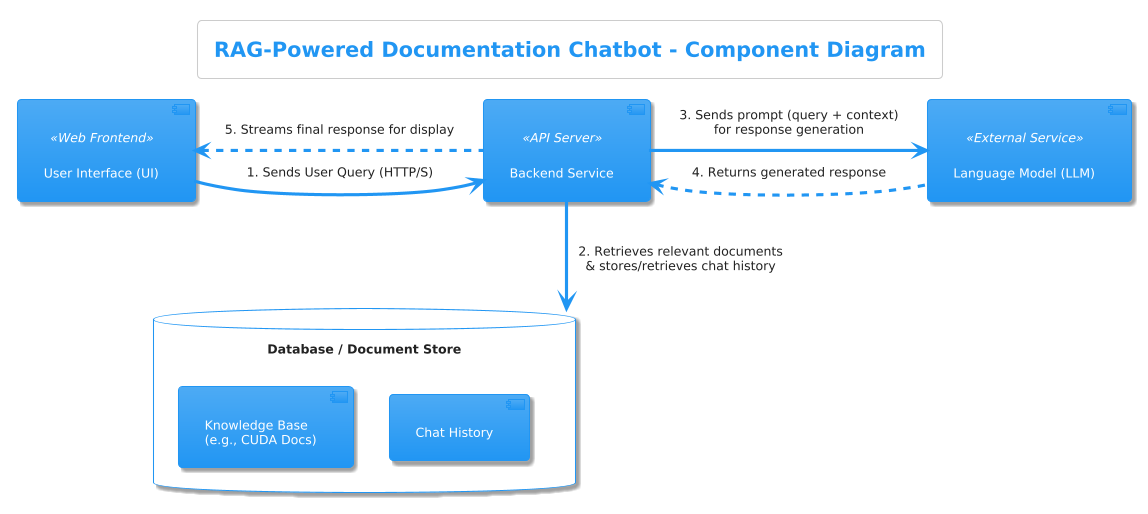 RAG-Powered Documentation Chatbot - Component Diagram
«Web Frontend»
User Interface (UI)
5. Streams final response for display
1. Sends User Query (HTTP/S)
«API Server»
Backend Service
3. Sends prompt (query + context)
for response generation
4. Returns generated response
«External Service»
Language Model (LLM)
2. Retrieves relevant documents
& stores/retrieves chat history
Database / Document Store
Knowledge Base
(e.g., CUDA Docs)
Chat History